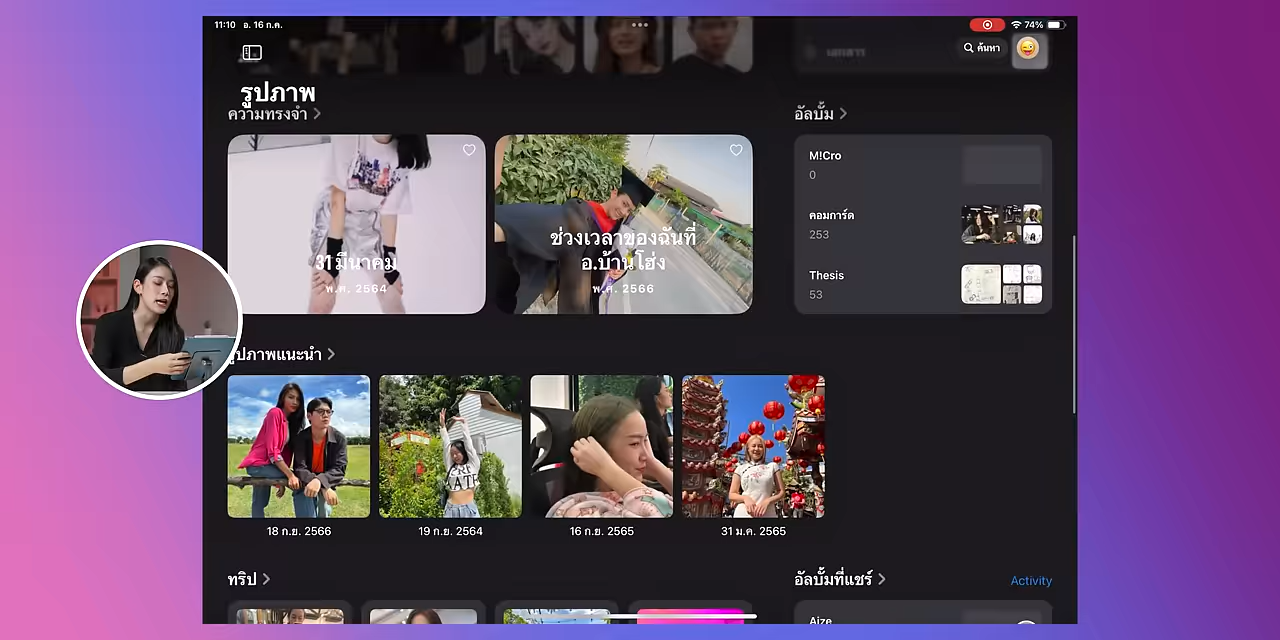 11:10 อ. 16 ก.ค.
74%
ค้นหา
รูปภาพ
ความทรงจำ
31 มีนาคม
พ.ศ. 2564
ช่วงเวลาของฉันที่
อ.บ้านโฮ่ง
พ.ศ. 2566
อัลบั้ม
M!Cro
0
คอมการ์ด
253
Thesis
53
รูปภาพแนะนำ
18 ก.ย. 2566
19 ก.ย. 2564
16 ก.ย. 2565
31 ม.ค. 2565
ทริป
อัลบั้มที่แชร์
Activity
Aize